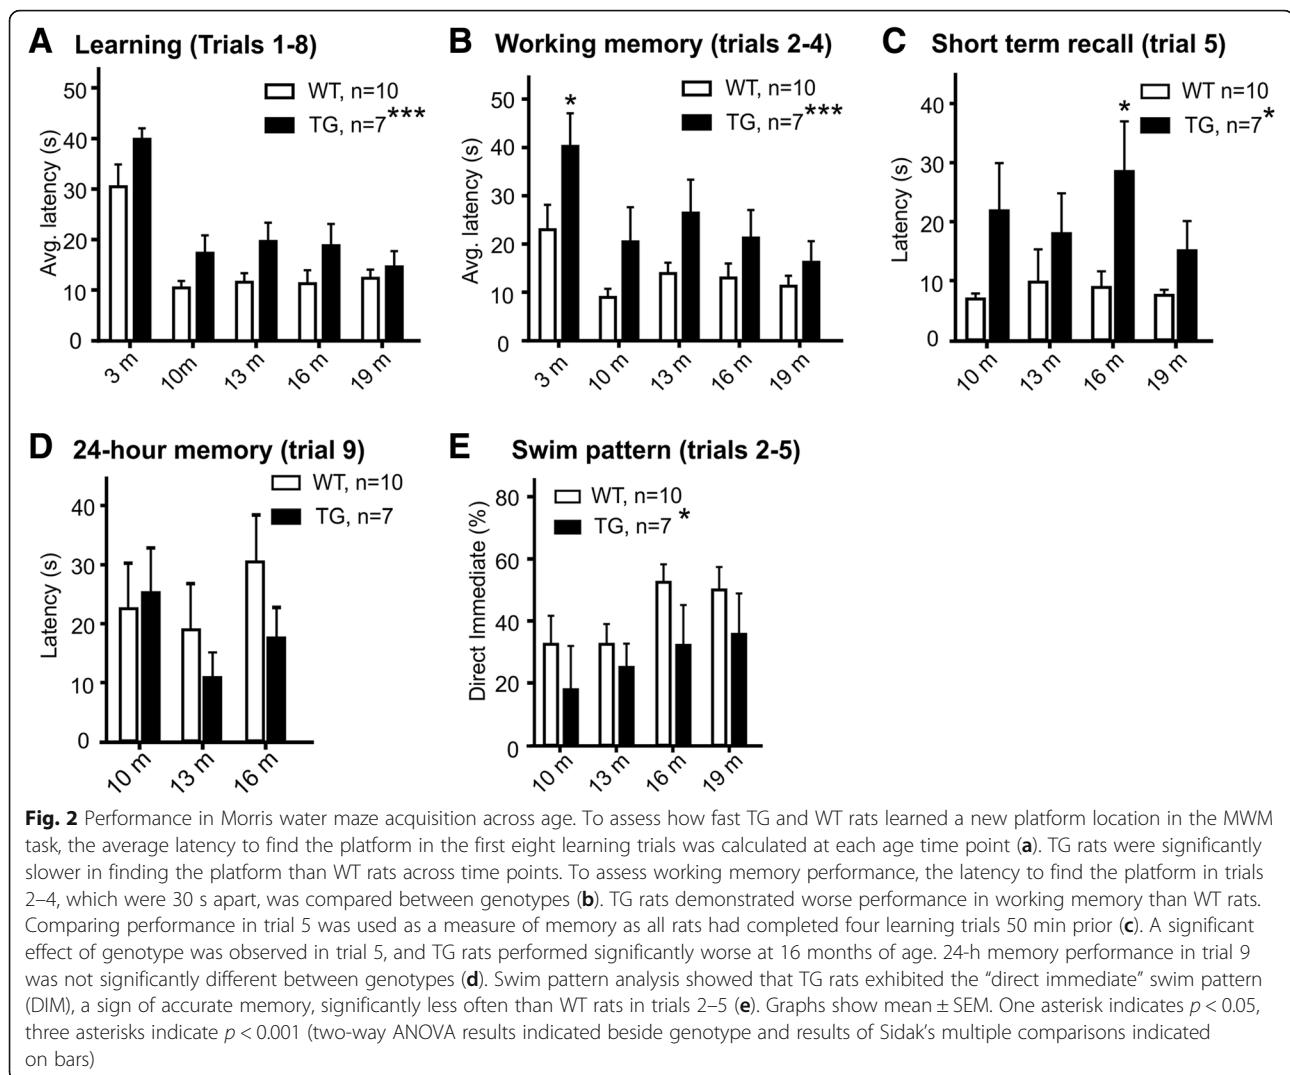 A Learning (Trials 1-8)
Avg. latency (s)
50
40
30
20
10
0
WT, n=10
TG, n=7***
3 m
10m
13 m
16 m
19 m
B Working memory (trials 2-4)
Avg. latency (s)
50
40
30
20
10
0
*
WT, n=10
TG, n=7***
3 m
10 m
13 m
16 m
19 m
C Short term recall (trial 5)
Latency (s)
40
30
20
10
0
*
WT n=10
TG, n=7*
10 m
13 m
16 m
19 m
D 24-hour memory (trial 9)
Latency (s)
40
30
20
10
0
WT, n=10
TG, n=7
10 m
13 m
16 m
E Swim pattern (trials 2-5)
Direct Immediate (%)
80
60
40
20
0
WT, n=10
TG, n=7 *
10 m
13 m
16 m
19 m
Fig. 2 Performance in Morris water maze acquisition across age. To assess how fast TG and WT rats learned a new platform location in the MWM
task, the average latency to find the platform in the first eight learning trials was calculated at each age time point (a). TG rats were significantly
slower in finding the platform than WT rats across time points. To assess working memory performance, the latency to find the platform in trials
2–4, which were 30 s apart, was compared between genotypes (b). TG rats demonstrated worse performance in working memory than WT rats.
Comparing performance in trial 5 was used as a measure of memory as all rats had completed four learning trials 50 min prior (c). A significant
effect of genotype was observed in trial 5, and TG rats performed significantly worse at 16 months of age. 24-h memory performance in trial 9
was not significantly different between genotypes (d). Swim pattern analysis showed that TG rats exhibited the “direct immediate” swim pattern
(DIM), a sign of accurate memory, significantly less often than WT rats in trials 2–5 (e). Graphs show mean ± SEM. One asterisk indicates p < 0.05,
three asterisks indicate p < 0.001 (two-way ANOVA results indicated beside genotype and results of Sidak’s multiple comparisons indicated
on bars)